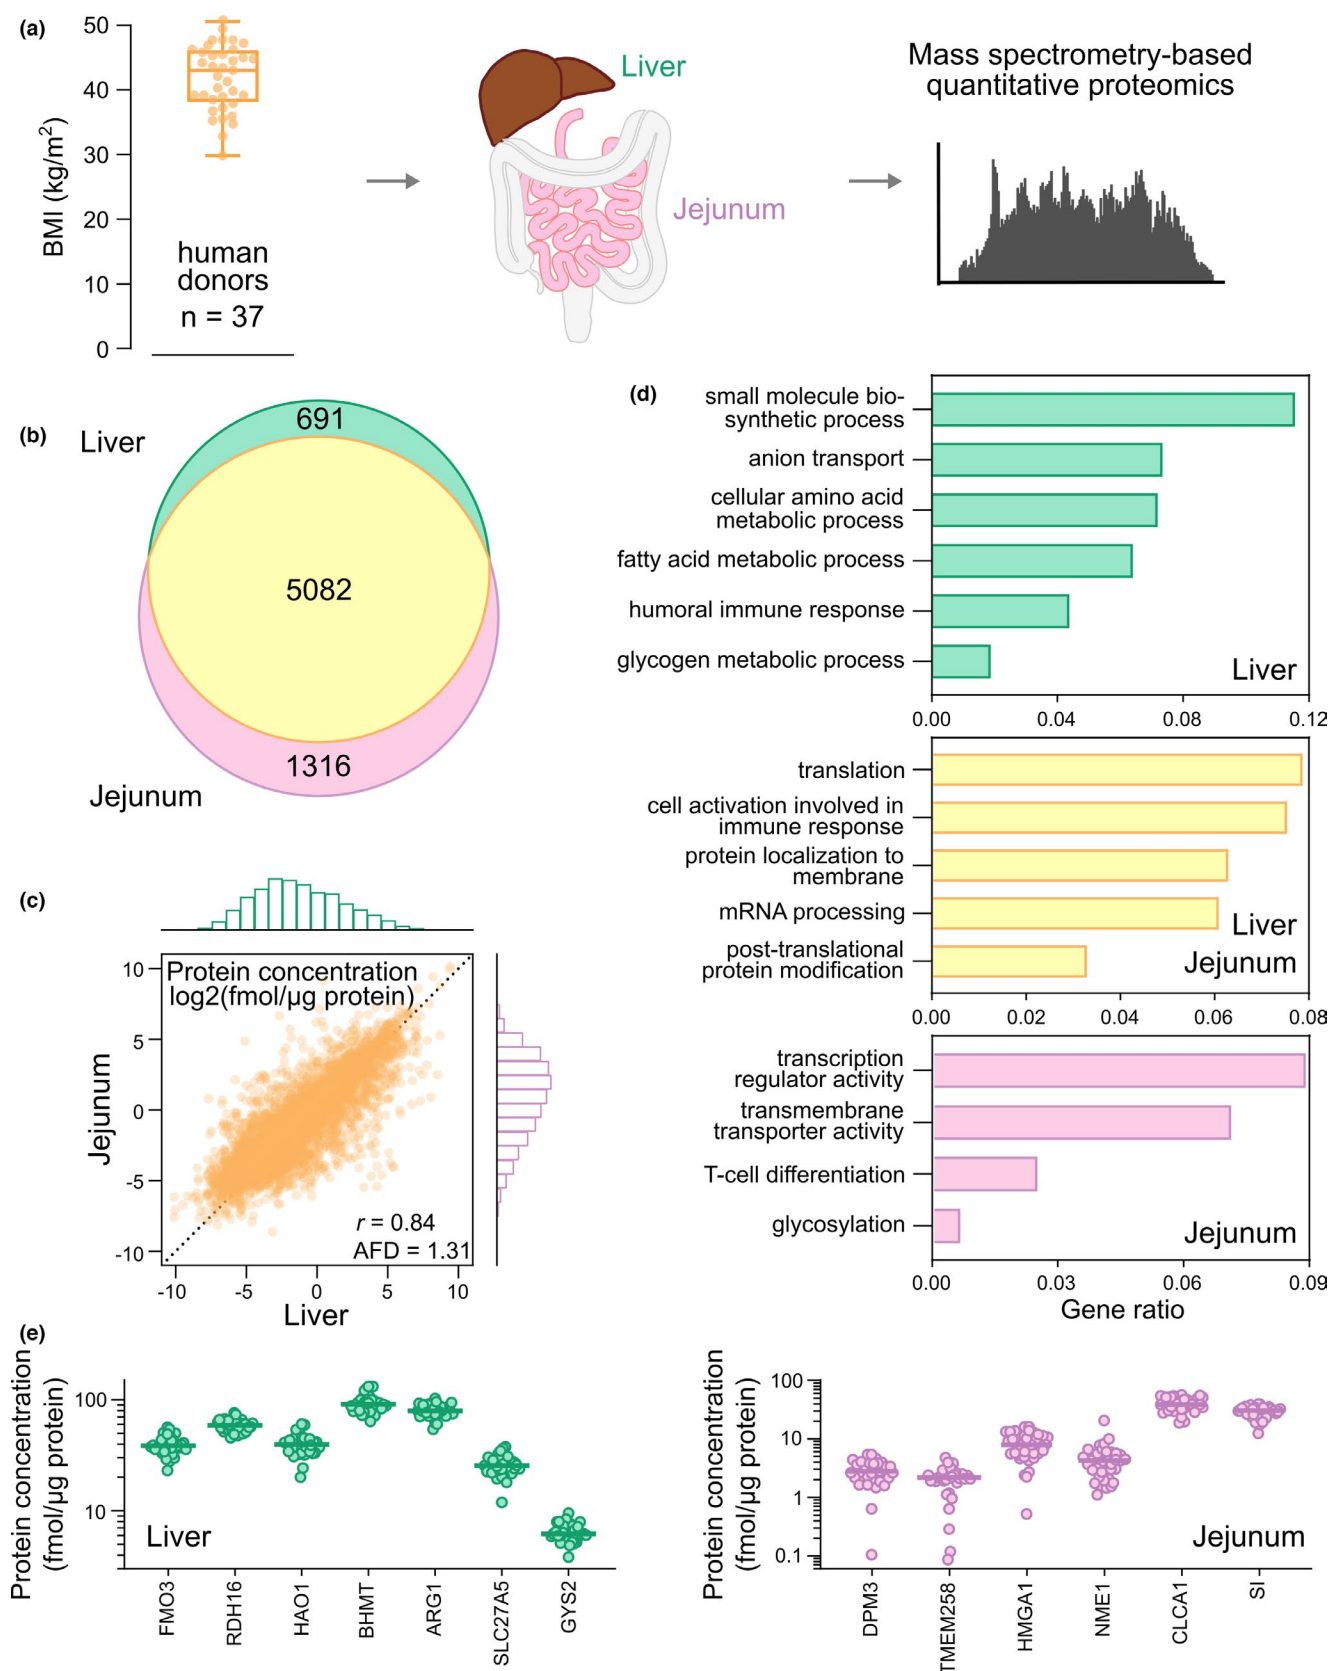 (a)
50
40
30
20
10
0
BMI (kg/m²)
human
donors
n = 37
Liver
Jejunum
Mass spectrometry-based
quantitative proteomics
(b)
Liver
691
5082
1316
Jejunum
(c)
Protein concentration
log2(fmol/µg protein)
10
5
0
-5
-10
Jejunum
r = 0.84
AFD = 1.31
-10 -5 0 5 10
Liver
(d)
small molecule bio-
synthetic process
anion transport
cellular amino acid
metabolic process
fatty acid metabolic process
humoral immune response
glycogen metabolic process
Liver
0.00 0.04 0.08 0.12
translation
cell activation involved in
immune response
protein localization to
membrane
mRNA processing
post-translational
protein modification
Liver
Jejunum
0.00 0.02 0.04 0.06 0.08
transcription
regulator activity
transmembrane
transporter activity
T-cell differentiation
glycosylation
Jejunum
0.00 0.03 0.06 0.09
Gene ratio
(e)
Protein concentration
(fmol/µg protein)
100
10
Liver
FMO3
RDH16
HAO1
BHMT
ARG1
SLC27A5
GYS2
Protein concentration
(fmol/µg protein)
100
10
1
0.1
Jejunum
DPM3
TMEM258
HMGA1
NME1
CLCA1
SI